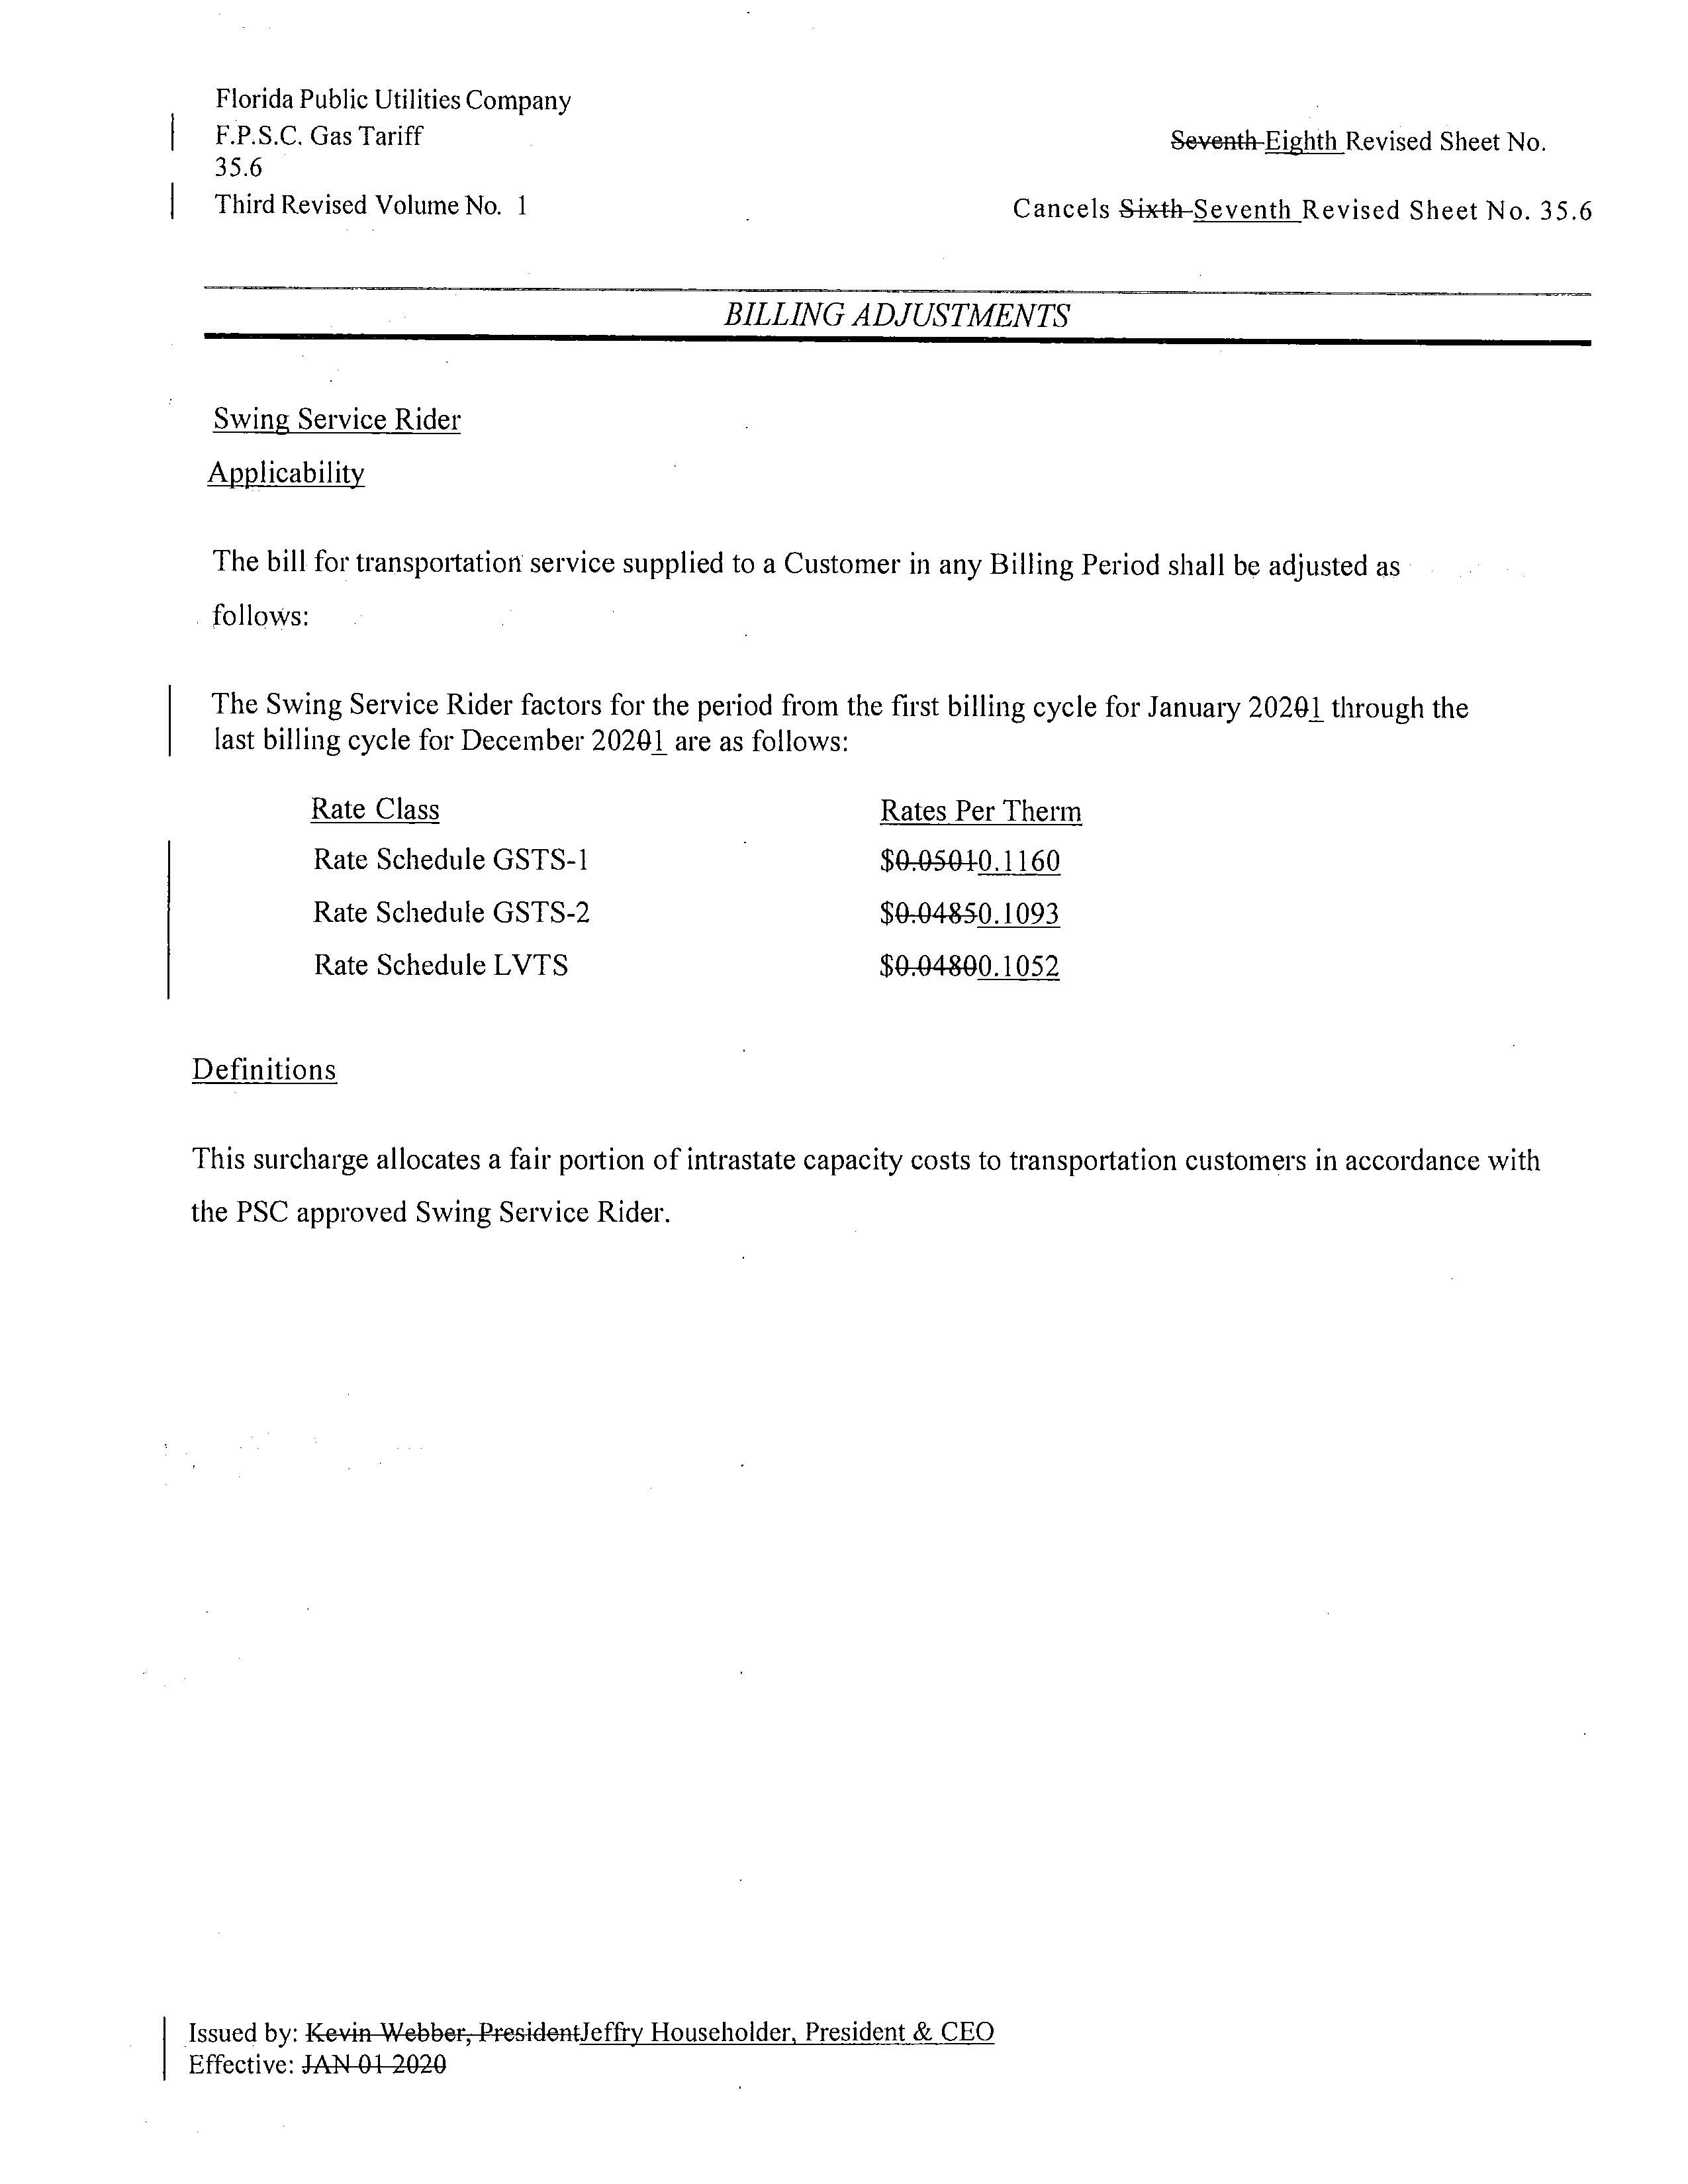 Florida Public Utilities Company
F.P.S.C. Gas Tariff Seventh Eighth Revised Sheet No.
35.6
Third Revised Volume No. 1 Cancels Sixth Seventh Revised Sheet No. 35.6
BILLING ADJUSTMENTS
Swing Service Rider
Applicability
The bill for transportation service supplied to a Customer in any Billing Period shall be adjusted as
follows:
The Swing Service Rider factors for the period from the first billing cycle for January 20201 through the
last billing cycle for December 20201 are as follows:
Rate Class Rates Per Therm
Rate Schedule GSTS-1 $0.05010.1160
Rate Schedule GSTS-2 $0.04850.1093
Rate Schedule LVTS $0.04800.1052
Definitions
This surcharge allocates a fair portion of intrastate capacity costs to transportation customers in accordance with
the PSC approved Swing Service Rider.
Issued by: Kevin Webber, PresidentJeffry Householder, President & CEO
Effective: JAN 01 2020